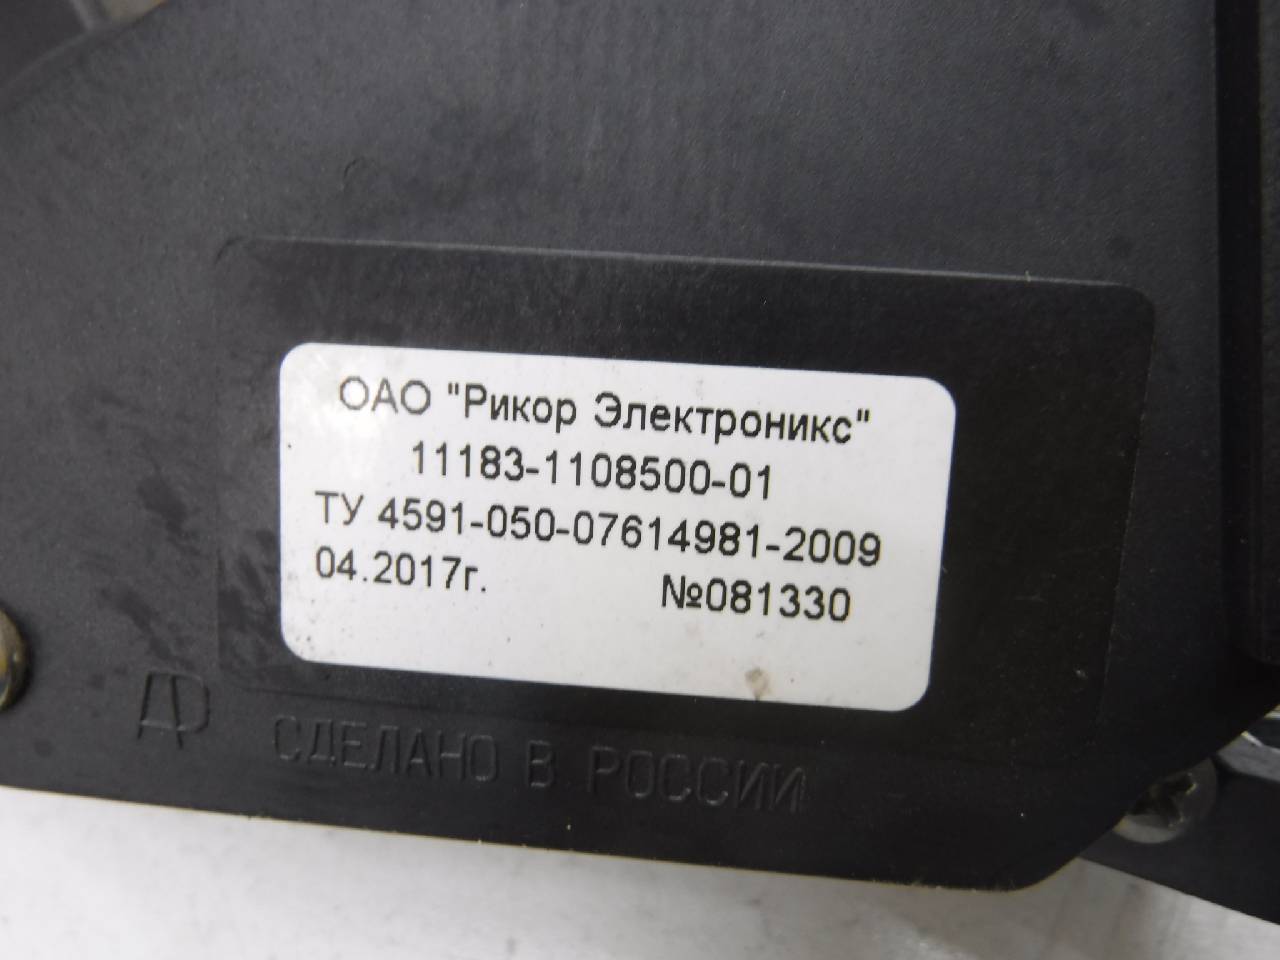 ОАО "Рикор Электроникс"
11183-1108500-01
ТУ 4591-050-07614981-2009
04.2017г. №081330
СДЕЛАНО В РОССИИ